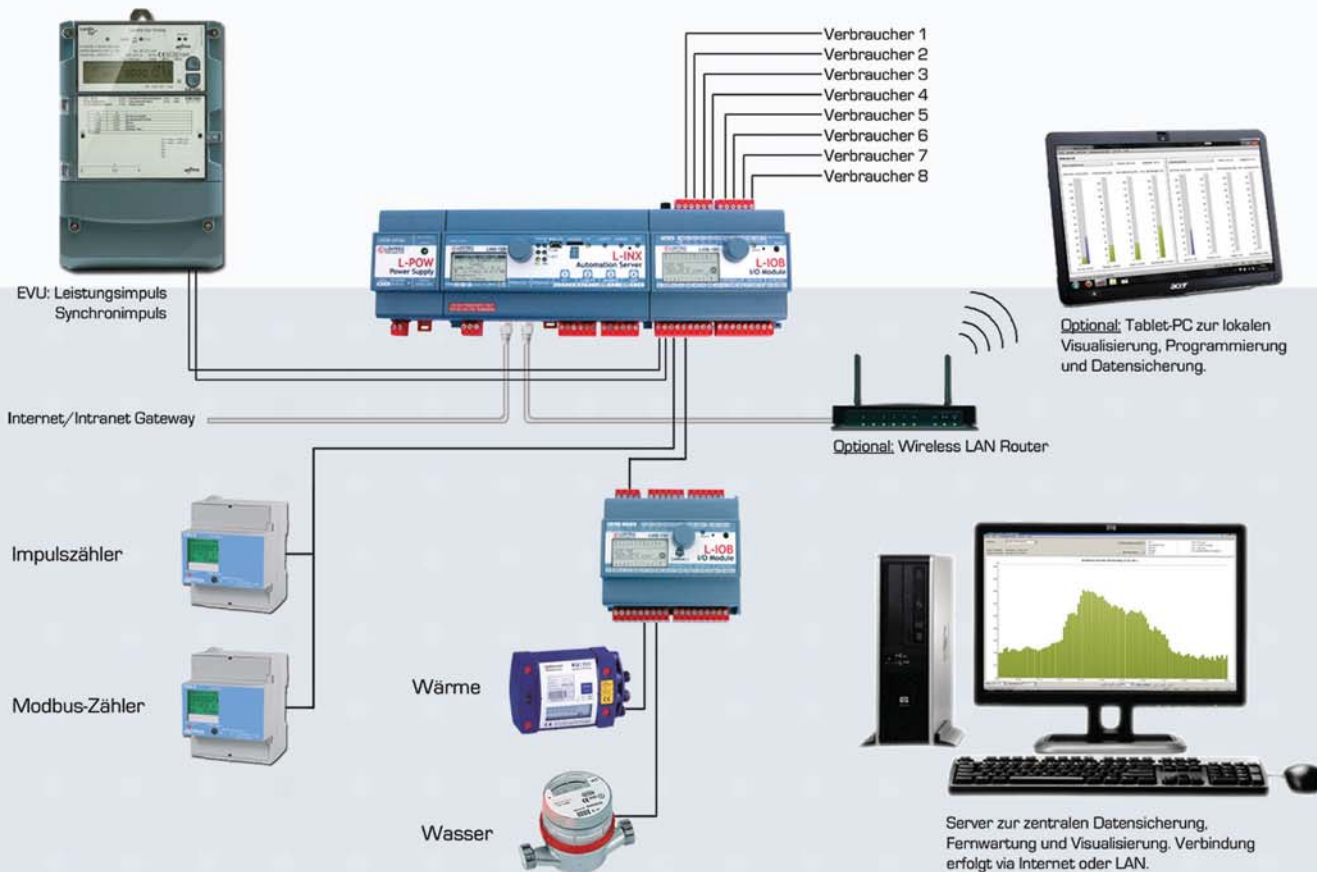 Verbraucher 1
Verbraucher 2
Verbraucher 3
Verbraucher 4
Verbraucher 5
Verbraucher 6
Verbraucher 7
Verbraucher 8
L-POW
Power Supply
L-INX
Automation Server
L-IOB
I/O Module
EVU: Leistungsimpuls
Synchronimpuls
acer
Optional: Tablet-PC zur lokalen
Visualisierung, Programmierung
und Datensicherung.
Internet/Intranet Gateway
Optional: Wireless LAN Router
L-IOB
I/O Module
Impulszähler
Modbus-Zähler
Wärme
Wasser
hp
Server zur zentralen Datensicherung,
Fernwartung und Visualisierung. Verbindung
erfolgt via Internet oder LAN.